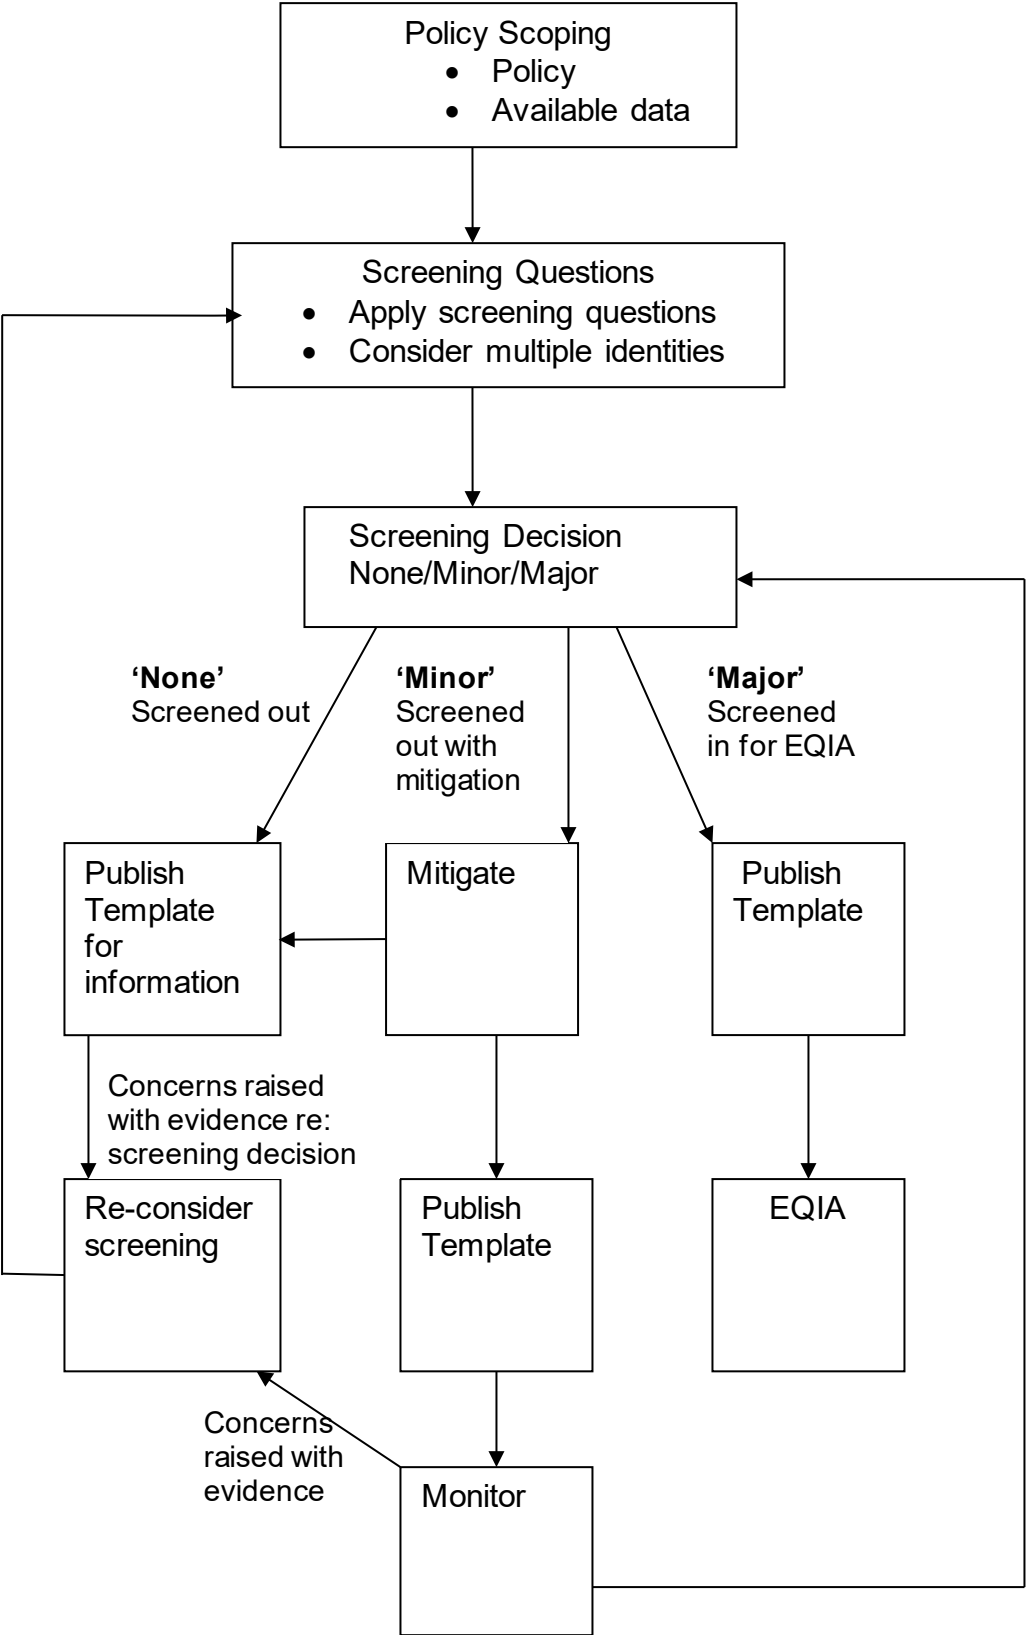 Policy Scoping
• Policy
• Available data
Screening Questions
• Apply screening questions
• Consider multiple identities
Screening Decision
None/Minor/Major
‘None’
Screened out
‘Minor’
Screened
out with
mitigation
‘Major’
Screened
in for EQIA
Publish
Template
for
information
Mitigate
Publish
Template
Concerns raised
with evidence re:
screening decision
Re-consider
screening
Publish
Template
EQIA
Concerns
raised with
evidence
Monitor